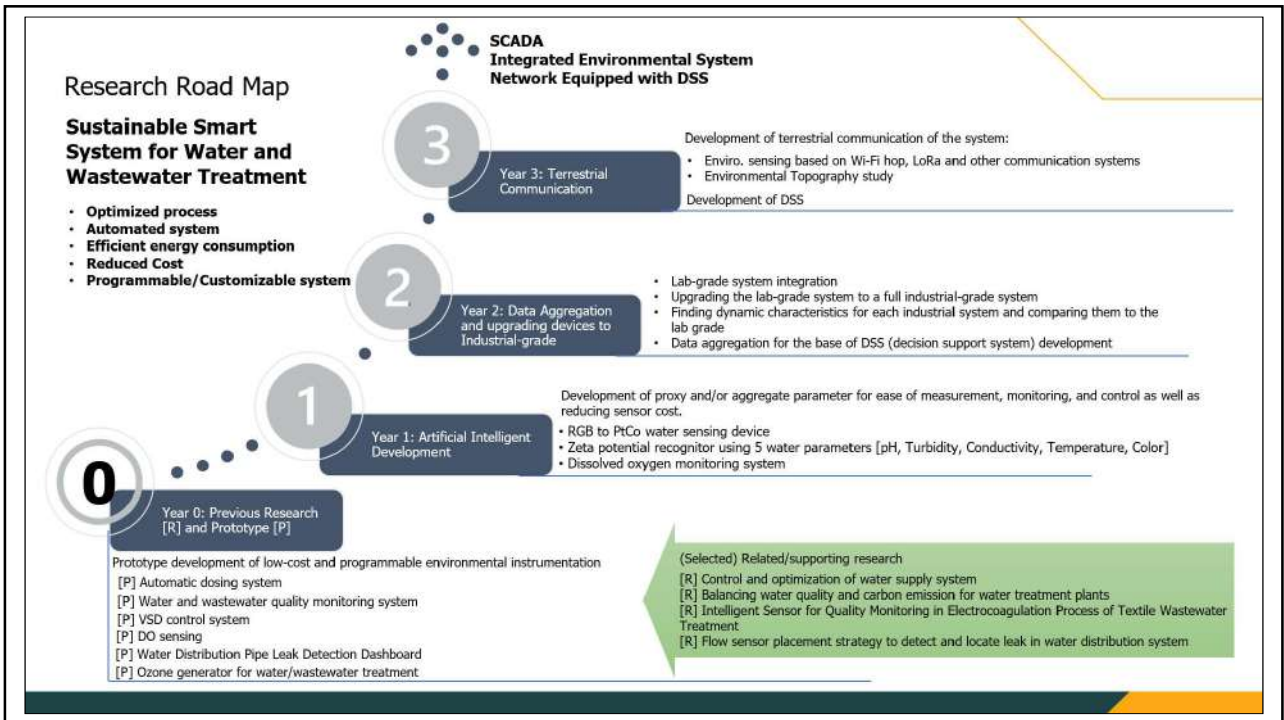 SCADA
Integrated Environmental System
Network Equipped with DSS
Research Road Map
Sustainable Smart
System for Water and
Wastewater Treatment
• Optimized process
• Automated system
• Efficient energy consumption
• Reduced Cost
• Programmable/Customizable system
3
Year 3: Terrestrial
Communication
Development of terrestrial communication of the system:
• Enviro. sensing based on Wi-Fi hop, LoRa and other communication systems
• Environmental Topography study
Development of DSS
2
Year 2: Data Aggregation
and upgrading devices to
Industrial-grade
• Lab-grade system integration
• Upgrading the lab-grade system to a full industrial-grade system
• Finding dynamic characteristics for each industrial system and comparing them to the
lab grade
• Data aggregation for the base of DSS (decision support system) development
1
Year 1: Artificial Intelligent
Development
Development of proxy and/or aggregate parameter for ease of measurement, monitoring, and control as well as
reducing sensor cost.
• RGB to PtCo water sensing device
• Zeta potential recognitor using 5 water parameters [pH, Turbidity, Conductivity, Temperature, Color]
• Dissolved oxygen monitoring system
0
Year 0: Previous Research
[R] and Prototype [P]
Prototype development of low-cost and programmable environmental instrumentation
[P] Automatic dosing system
[P] Water and wastewater quality monitoring system
[P] VSD control system
[P] DO sensing
[P] Water Distribution Pipe Leak Detection Dashboard
[P] Ozone generator for water/wastewater treatment
(Selected) Related/supporting research
[R] Control and optimization of water supply system
[R] Balancing water quality and carbon emission for water treatment plants
[R] Intelligent Sensor for Quality Monitoring in Electrocoagulation Process of Textile Wastewater
Treatment
[R] Flow sensor placement strategy to detect and locate leak in water distribution system